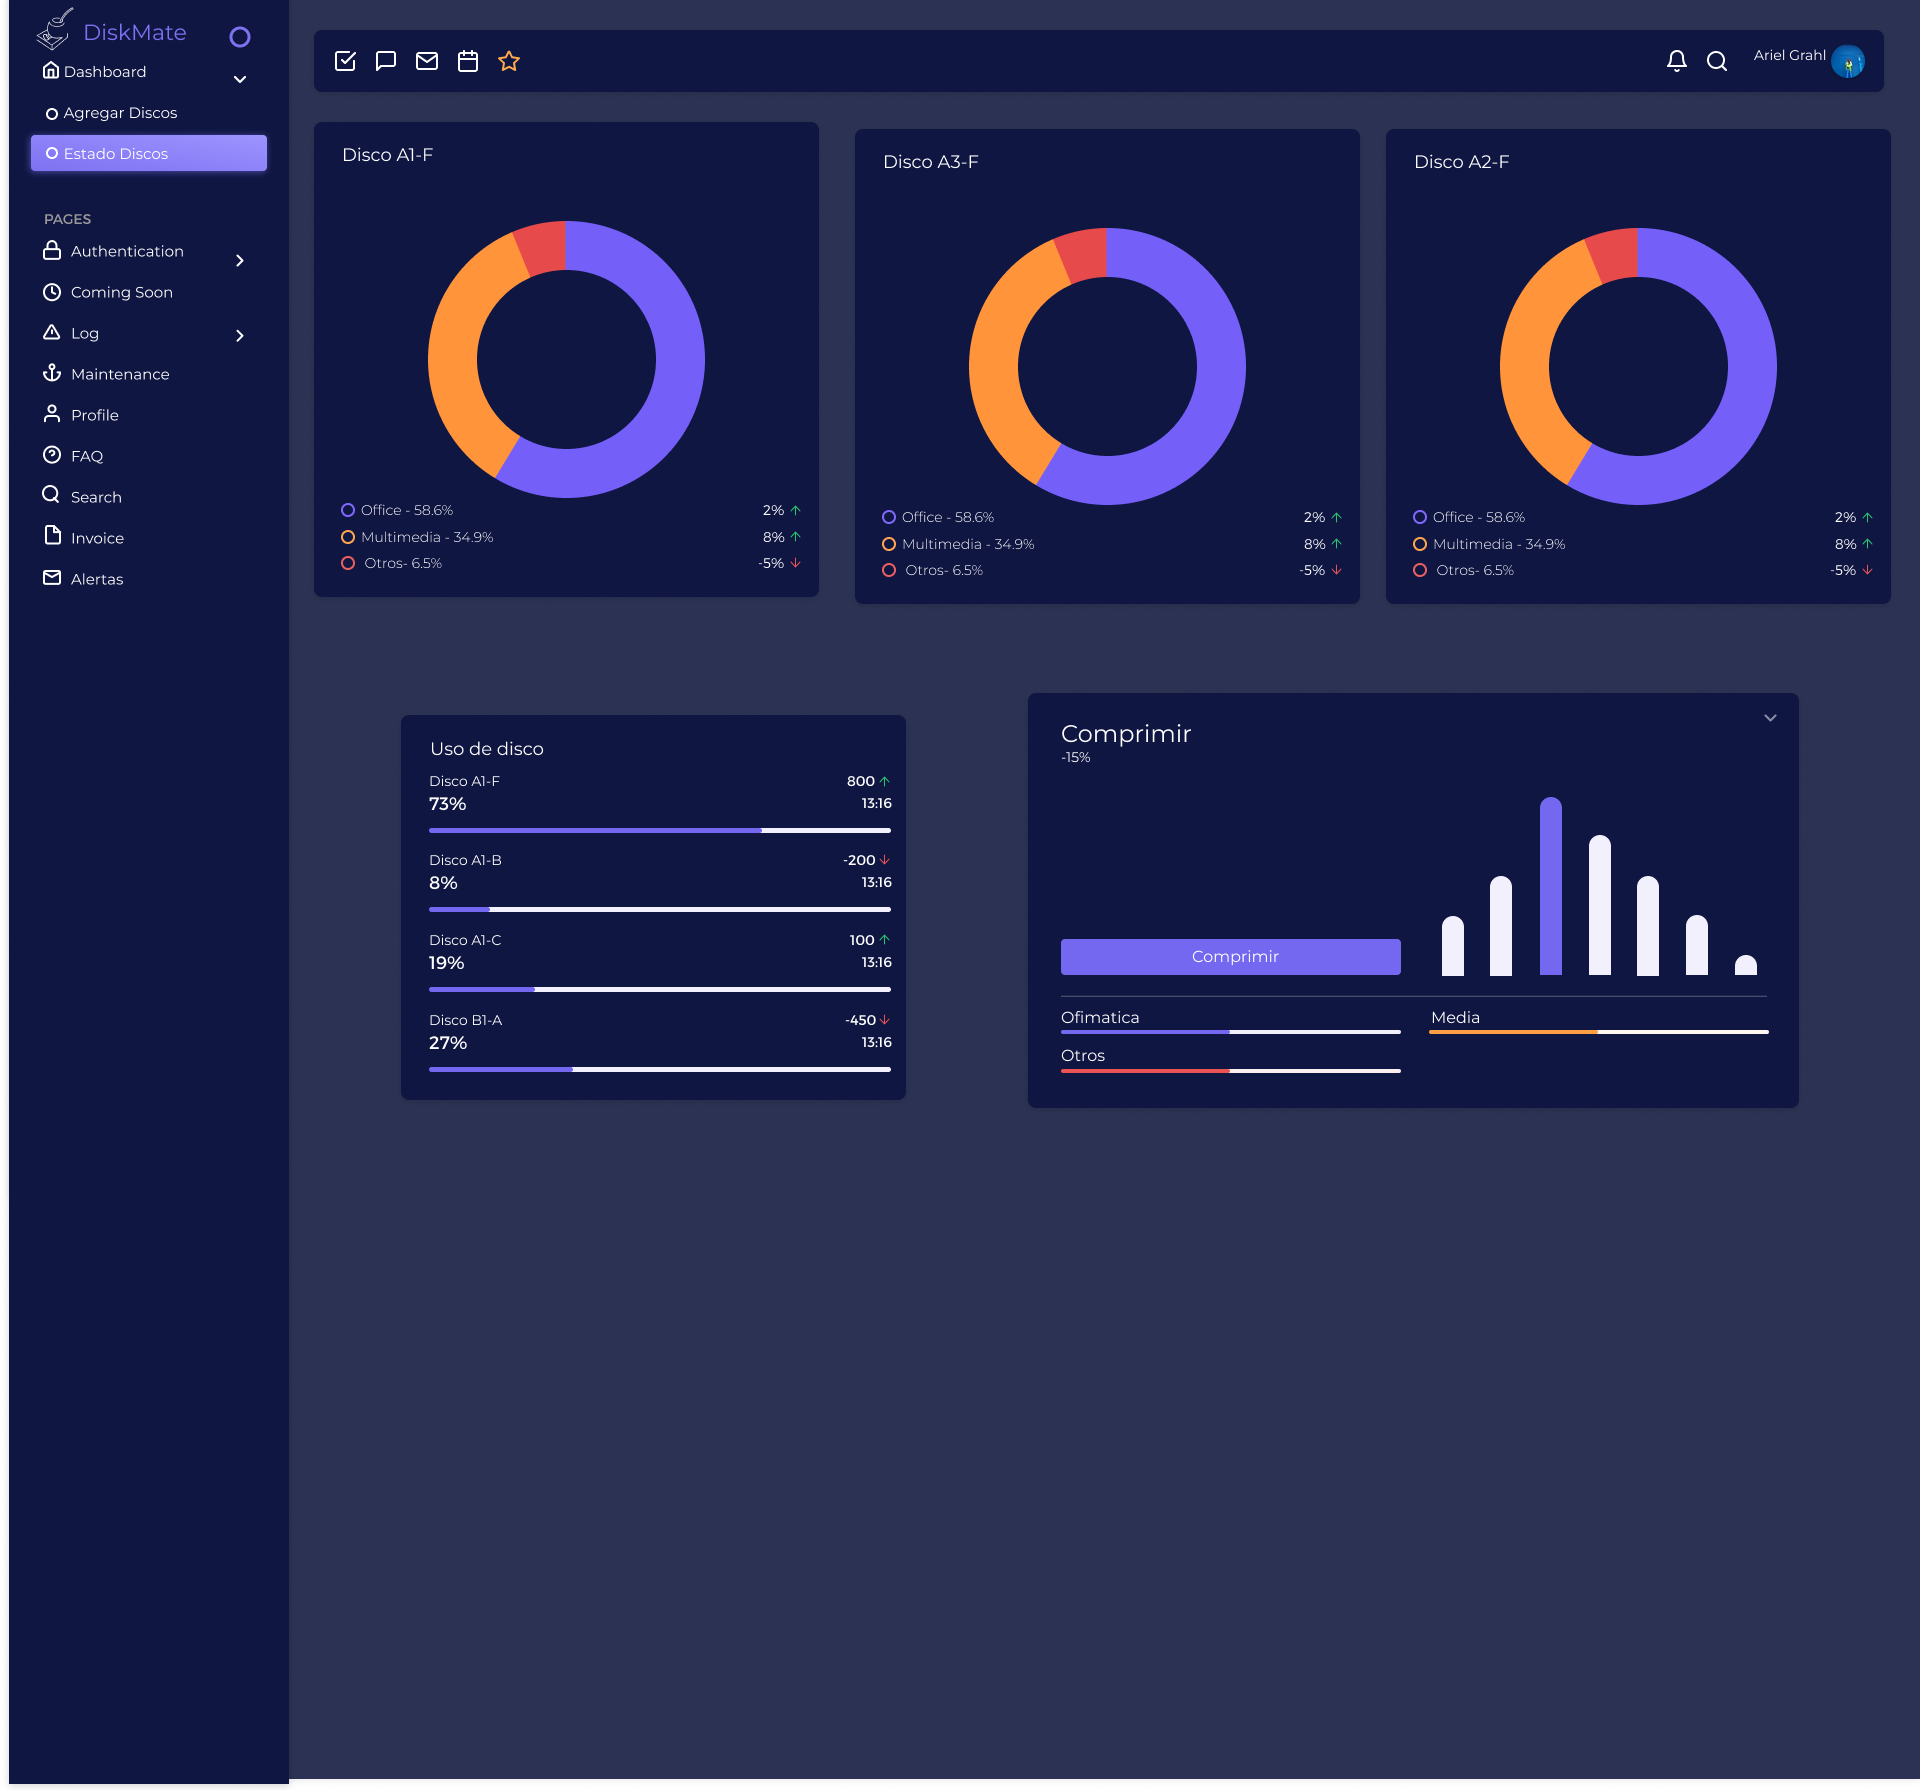 DiskMate
Dashboard
Agregar Discos
Estado Discos
PAGES
Authentication
Coming Soon
Log
Maintenance
Profile
FAQ
Search
Invoice
Alertas
Ariel Grahl
Disco A1-F
Office - 58.6% 2%
Multimedia - 34.9% 8%
Otros- 6.5% -5%
Disco A3-F
Office - 58.6% 2%
Multimedia - 34.9% 8%
Otros- 6.5% -5%
Disco A2-F
Office - 58.6% 2%
Multimedia - 34.9% 8%
Otros- 6.5% -5%
Uso de disco
Disco A1-F 800
73% 13:16
Disco A1-B -200
8% 13:16
Disco A1-C 100
19% 13:16
Disco B1-A -450
27% 13:16
Comprimir
-15%
Comprimir
Ofimatica Media
Otros